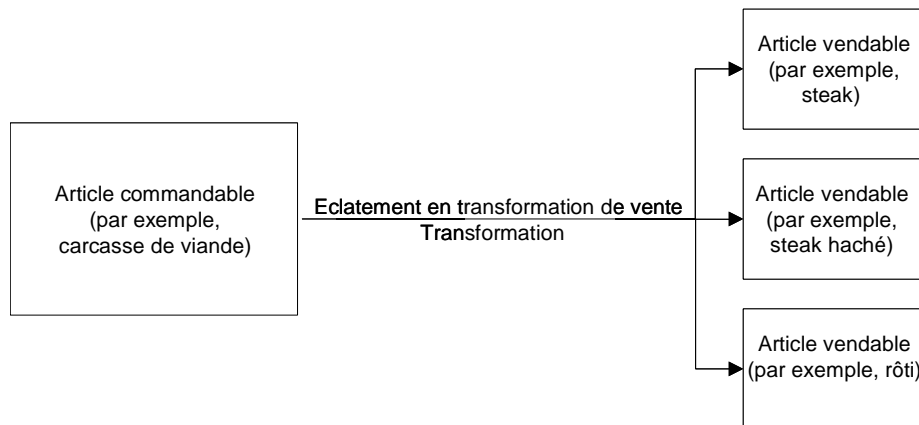 Article commandable
(par exemple,
carcasse de viande)
Eclatement en transformation de vente
Transformation
Article vendable
(par exemple,
steak)
Article vendable
(par exemple,
steak haché)
Article vendable
(par exemple, rôti)